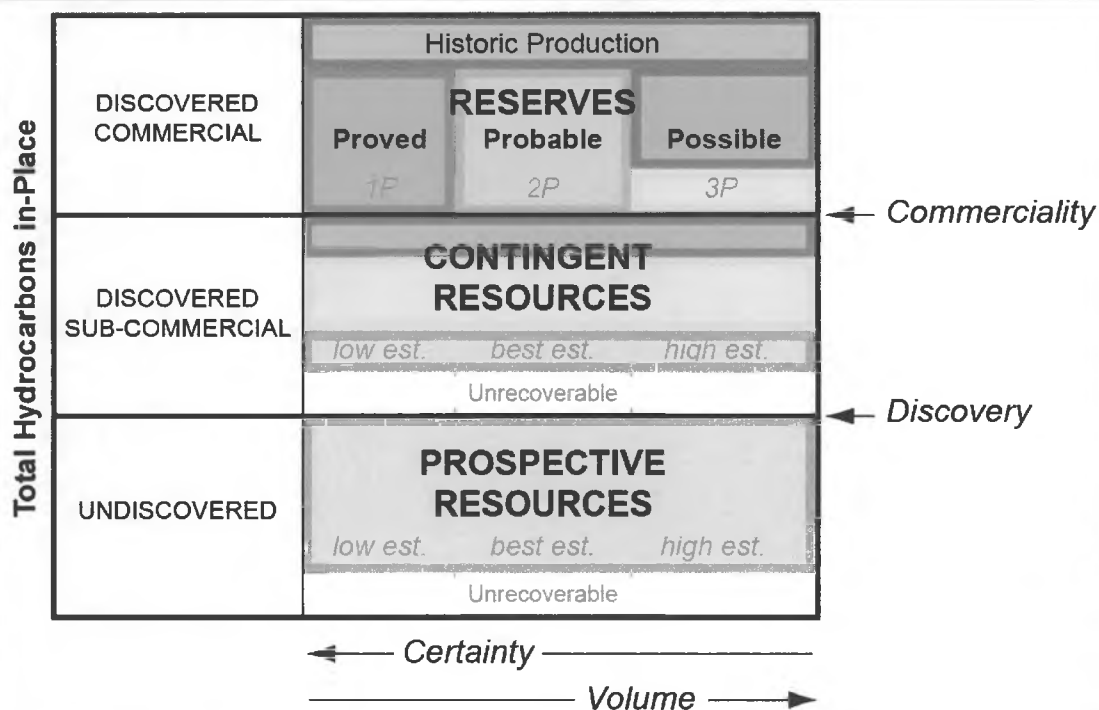 Total Hydrocarbons in-Place
Historic Production
DISCOVERED
COMMERCIAL
RESERVES
Proved Probable Possible
1P 2P 3P
Commerciality
DISCOVERED
SUB-COMMERCIAL
CONTINGENT
RESOURCES
low est. best est. high est.
Unrecoverable
Discovery
UNDISCOVERED
PROSPECTIVE
RESOURCES
low est. best est. high est.
Unrecoverable
Certainty
Volume